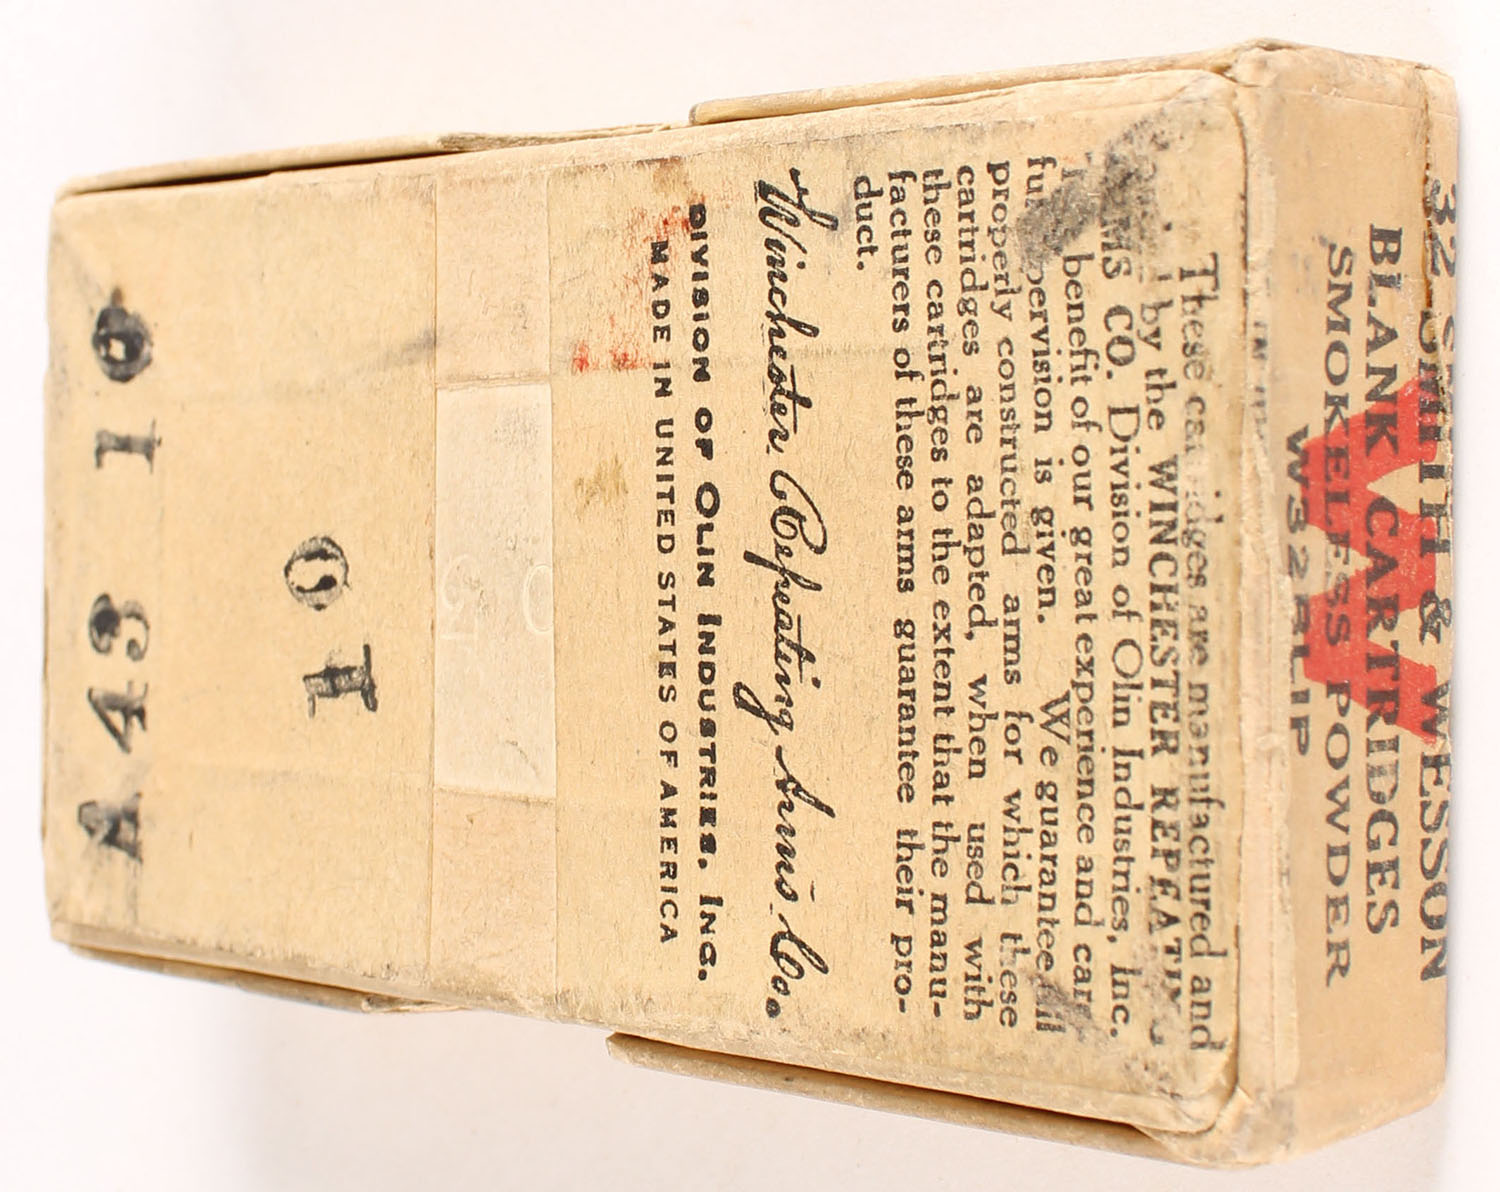 32 SMITH & WESSON
BLANK CARTRIDGES
SMOKELESS POWDER
W
W32BLIP
These cartridges are manufactured and
by the WINCHESTER REPEATING
ARMS CO. Division of Olin Industries, Inc.
benefit of our great experience and care-
ful supervision is given. We guarantee all
properly constructed arms for which these
cartridges are adapted, when used with
these cartridges to the extent that the manu-
facturers of these arms guarantee their pro-
duct.
Winchester Repeating Arms Co.
DIVISION OF OLIN INDUSTRIES, INC.
MADE IN UNITED STATES OF AMERICA
10
A43 10